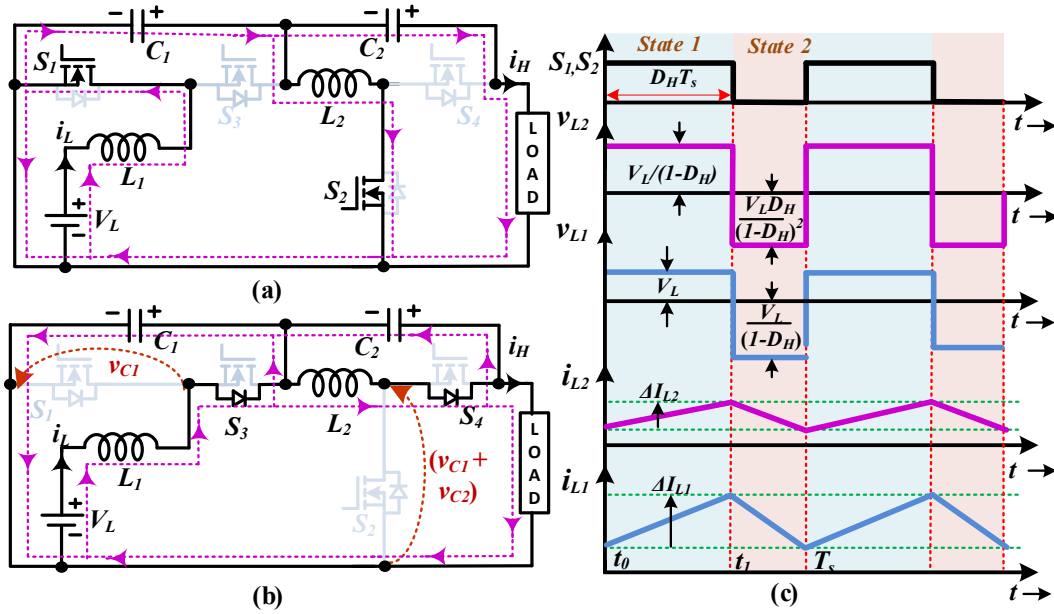 − +
C1
− +
C2
iH
S1
S3
L2
S4
iL
L1
S2
LOAD
+
VL
−
(a)
− +
C1
− +
C2
iH
vC1
S1
S3
L2
S4
iL
L1
(vC1 +
vC2)
LOAD
+
VL
−
S2
(b)
State 1 State 2
S1,S2
DHTs
t
vL2
VL/(1-DH)
VLDH
(1-DH)2
t
vL1
VL
VL
(1-DH)
t
iL2
ΔIL2
t
iL1
ΔIL1
t0 t1 Ts
t
(c)